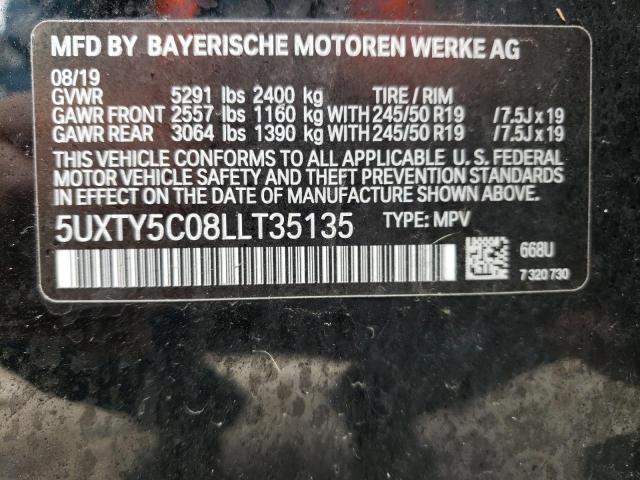 MFD BY BAYERISCHE MOTOREN WERKE AG
08/19
GVWR 5291 lbs 2400 kg TIRE / RIM
GAWR FRONT 2557 lbs 1160 kg WITH 245/50 R19 /7.5J x 19
GAWR REAR 3064 lbs 1390 kg WITH 245/50 R19 /7.5J x 19
THIS VEHICLE CONFORMS TO ALL APPLICABLE U. S. FEDERAL
MOTOR VEHICLE SAFETY AND THEFT PREVENTION STANDARDS
IN EFFECT ON THE DATE OF MANUFACTURE SHOWN ABOVE.
5UXTY5C08LLT35135 TYPE: MPV
668U
7 320 730